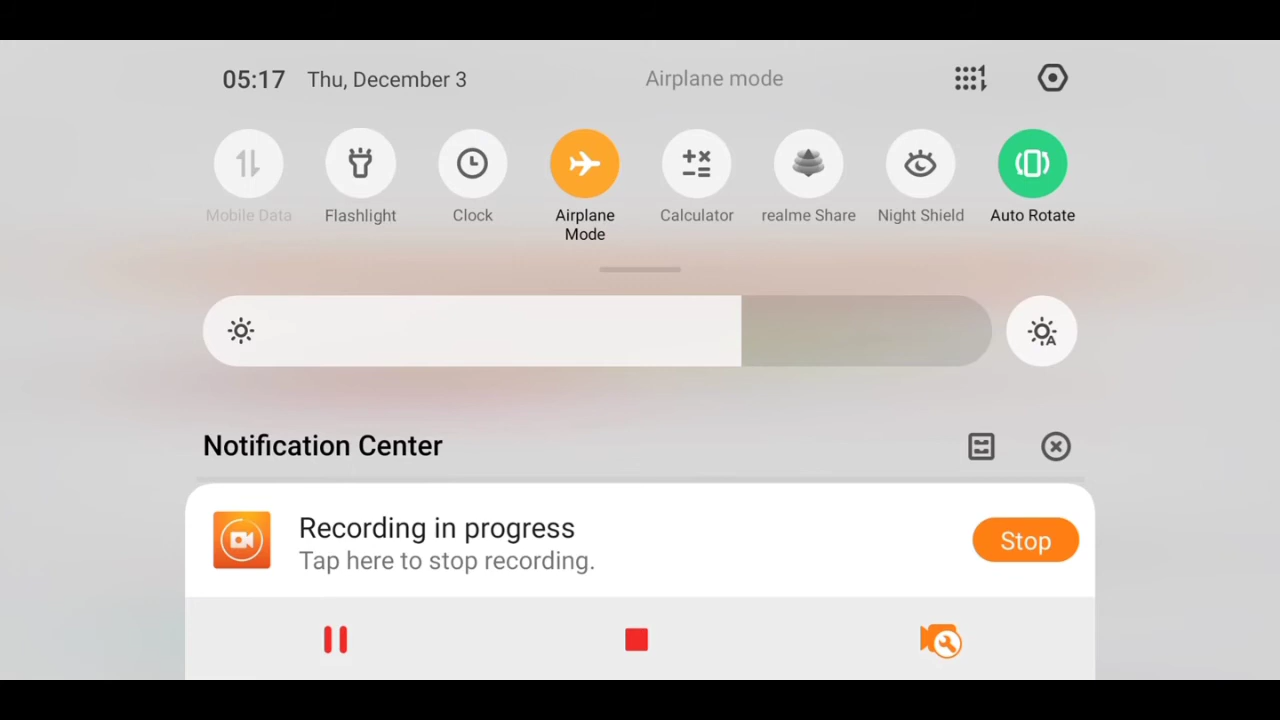 05:17 Thu, December 3 Airplane mode
Mobile Data Flashlight Clock Airplane Mode Calculator realme Share Night Shield Auto Rotate
Notification Center
Recording in progress
Tap here to stop recording.
Stop